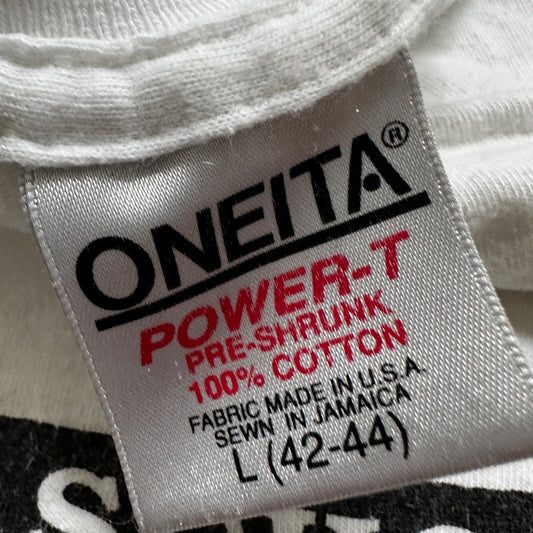 ONEITA®
POWER-T
PRE-SHRUNK
100% COTTON
FABRIC MADE IN U.S.A.
SEWN IN JAMAICA
L (42-44)